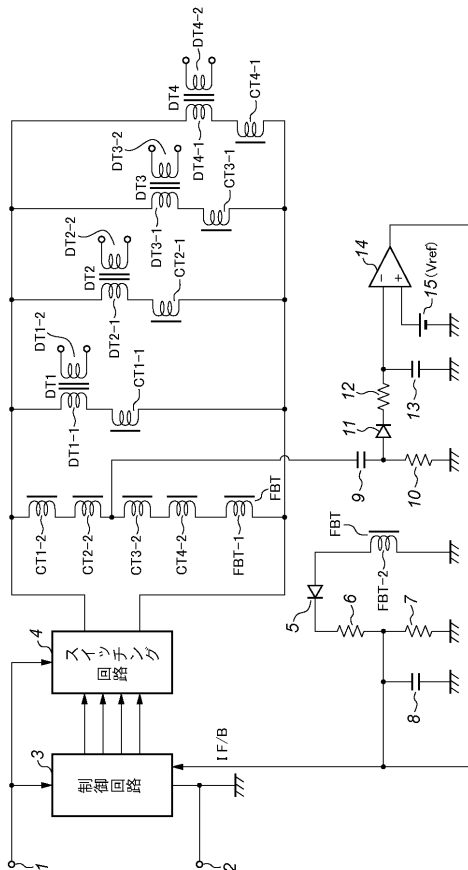 DT4-2
DT4
DT4-1
CT4-1
DT3-2
DT3
DT3-1
CT3-1
DT2-2
DT2
DT2-1
CT2-1
DT1-2
DT1
DT1-1
CT1-1
CT1-2
CT2-2
CT3-2
CT4-2
FBT-1
FBT
14
15(Vref)
12
13
11
9
10
FBT
FBT-2
5
6
7
8
4
スイッチング
回路
3
制御回路
IF/B
1
2
−
+